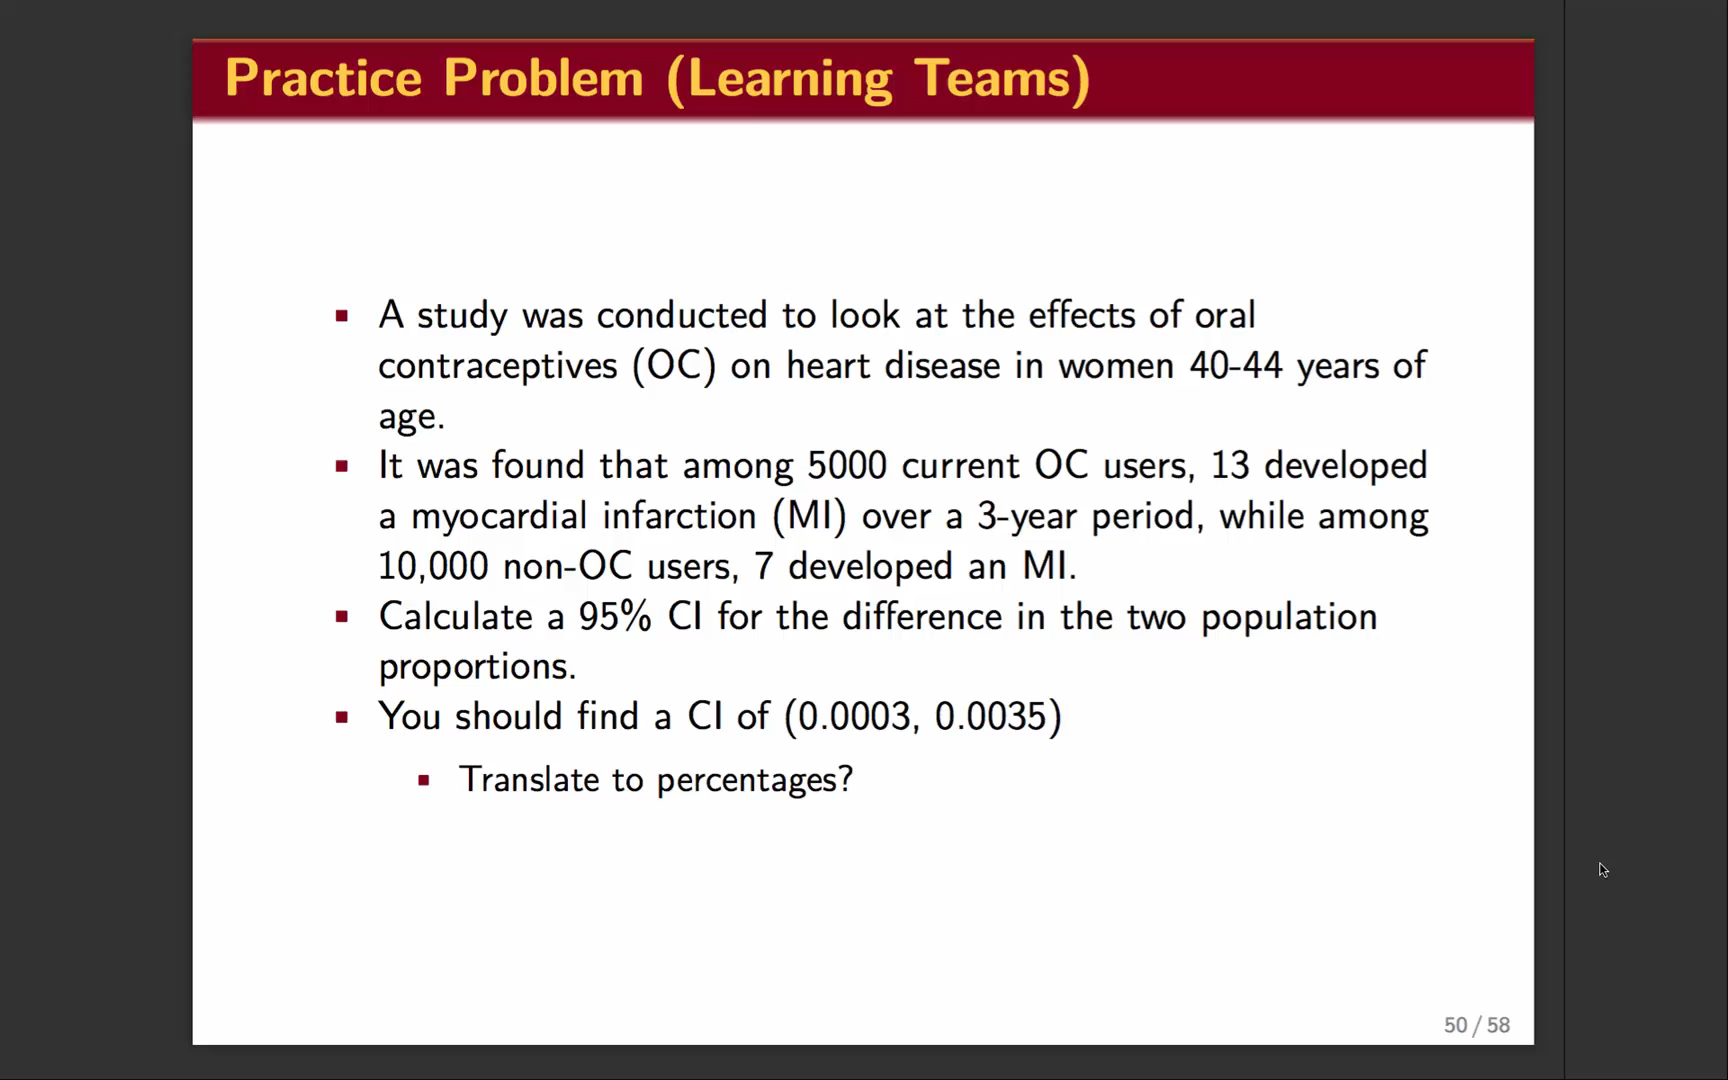 Practice Problem (Learning Teams)
A study was conducted to look at the effects of oral
contraceptives (OC) on heart disease in women 40-44 years of
age.
It was found that among 5000 current OC users, 13 developed
a myocardial infarction (MI) over a 3-year period, while among
10,000 non-OC users, 7 developed an MI.
Calculate a 95% CI for the difference in the two population
proportions.
You should find a CI of (0.0003, 0.0035)
Translate to percentages?
50 / 58